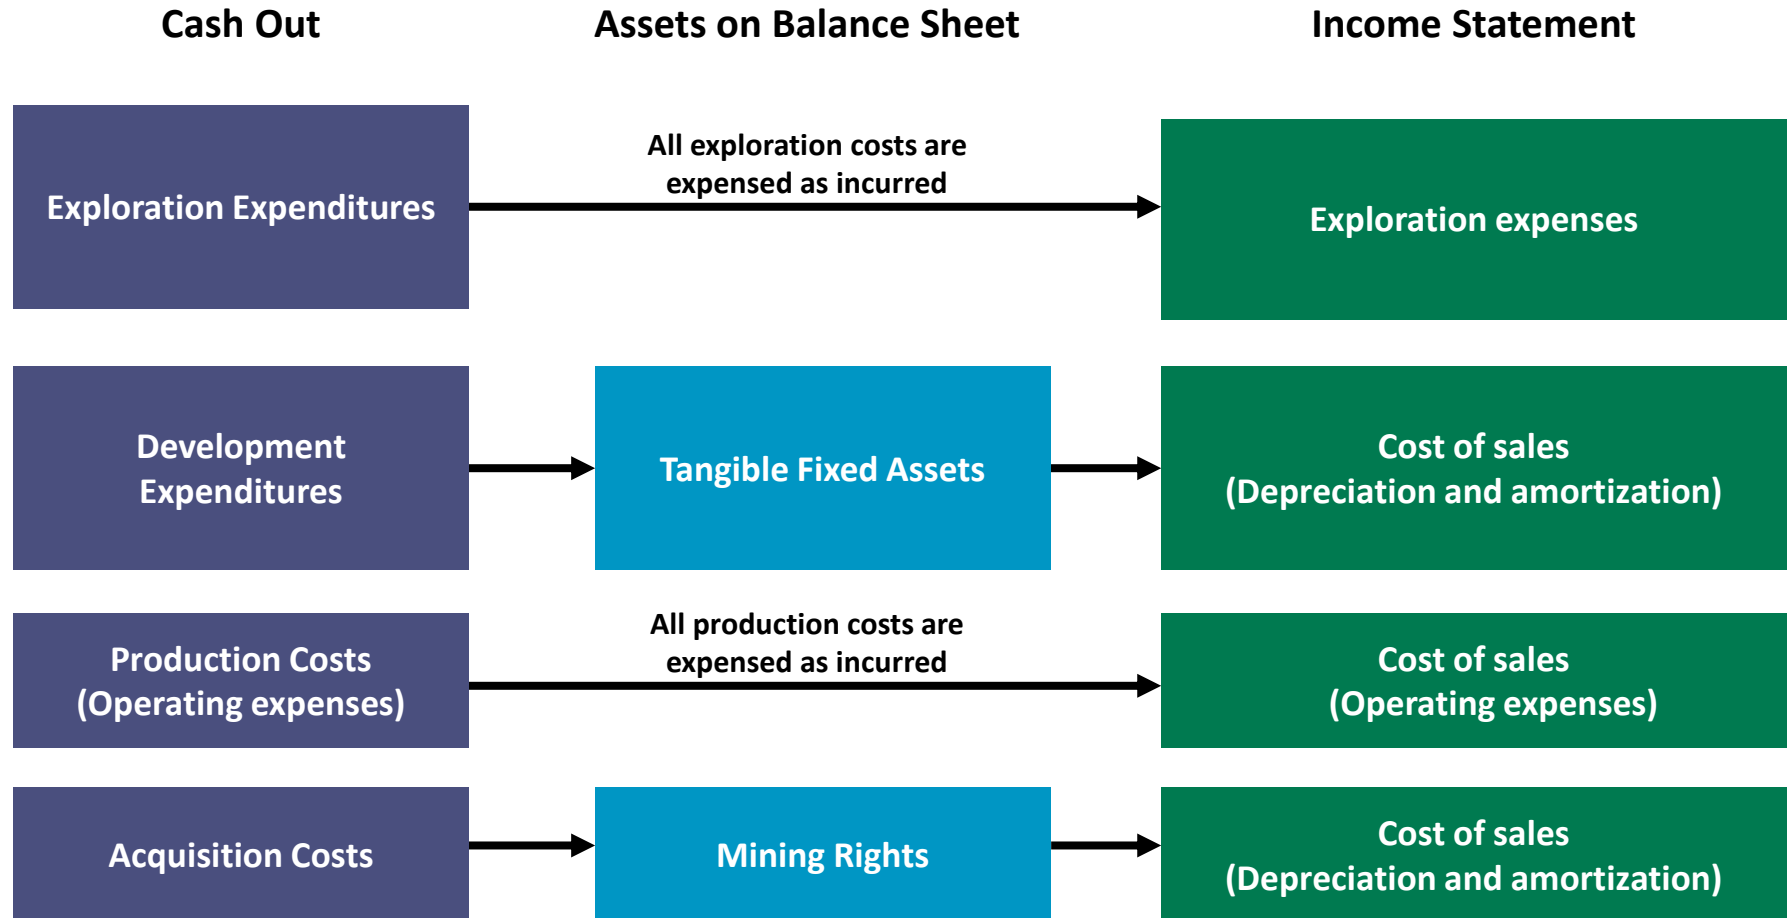 Cash Out
Assets on Balance Sheet
Income Statement
Exploration Expenditures
All exploration costs are
expensed as incurred
Exploration expenses
Development
Expenditures
Tangible Fixed Assets
Cost of sales
(Depreciation and amortization)
Production Costs
(Operating expenses)
All production costs are
expensed as incurred
Cost of sales
(Operating expenses)
Acquisition Costs
Mining Rights
Cost of sales
(Depreciation and amortization)